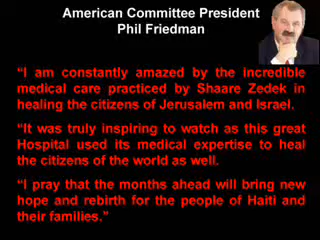 American Committee President
Phil Friedman
“I am constantly amazed by the incredible
medical care practiced by Shaare Zedek in
healing the citizens of Jerusalem and Israel.
“It was truly inspiring to watch as this great
Hospital used its medical expertise to heal
the citizens of the world as well.
“I pray that the months ahead will bring new
hope and rebirth for the people of Haiti and
their families.”